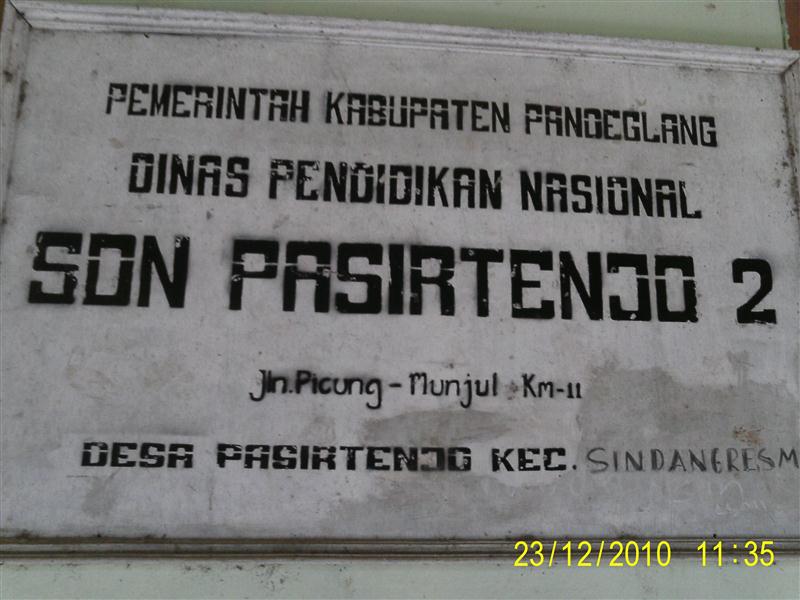 PEMERINTAH KABUPATEN PANDEGLANG
DINAS PENDIDIKAN NASIONAL
SDN PASIRTENJO 2
Jln.Picung - Munjul Km-11
DESA PASIRTENJO KEC. SINDANGRESM
23/12/2010 11:35